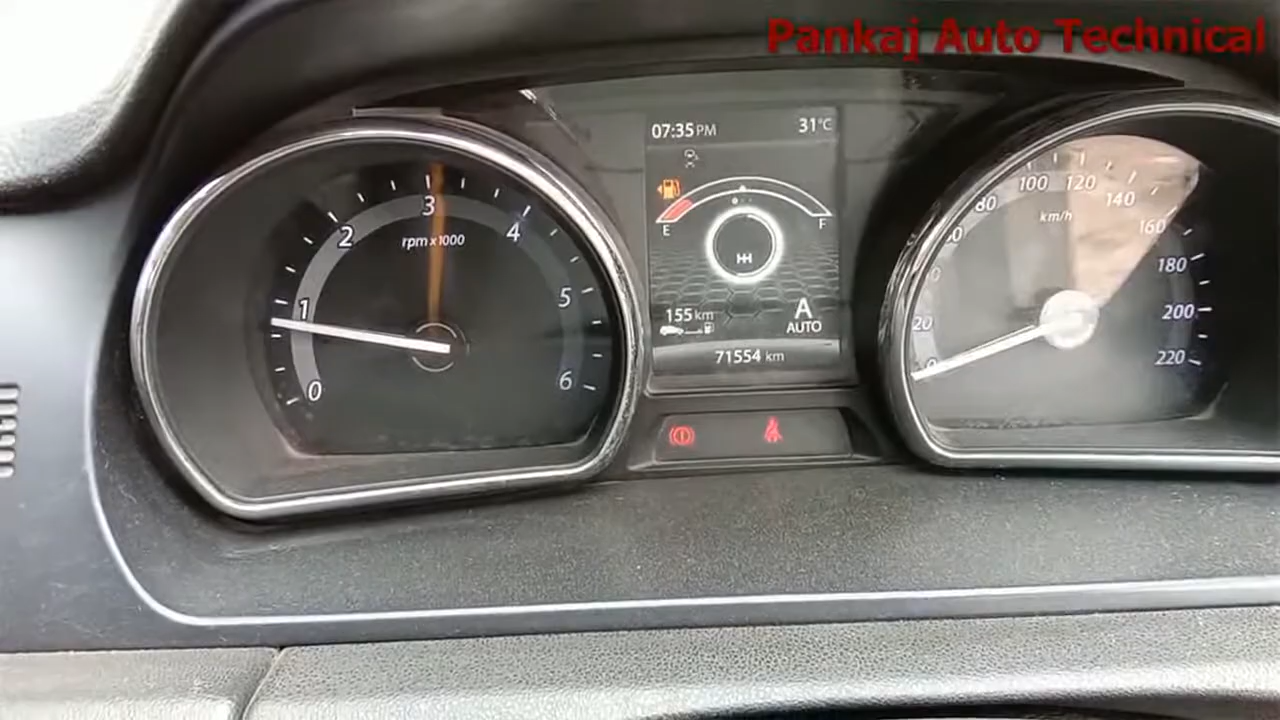 Pankaj Auto Technical
07:35 PM
31°C
E
F
155 km
A
AUTO
71554 km
0
1
2
3
4
5
6
rpm x 1000
20
80
100
120
140
160
180
200
220
km/h